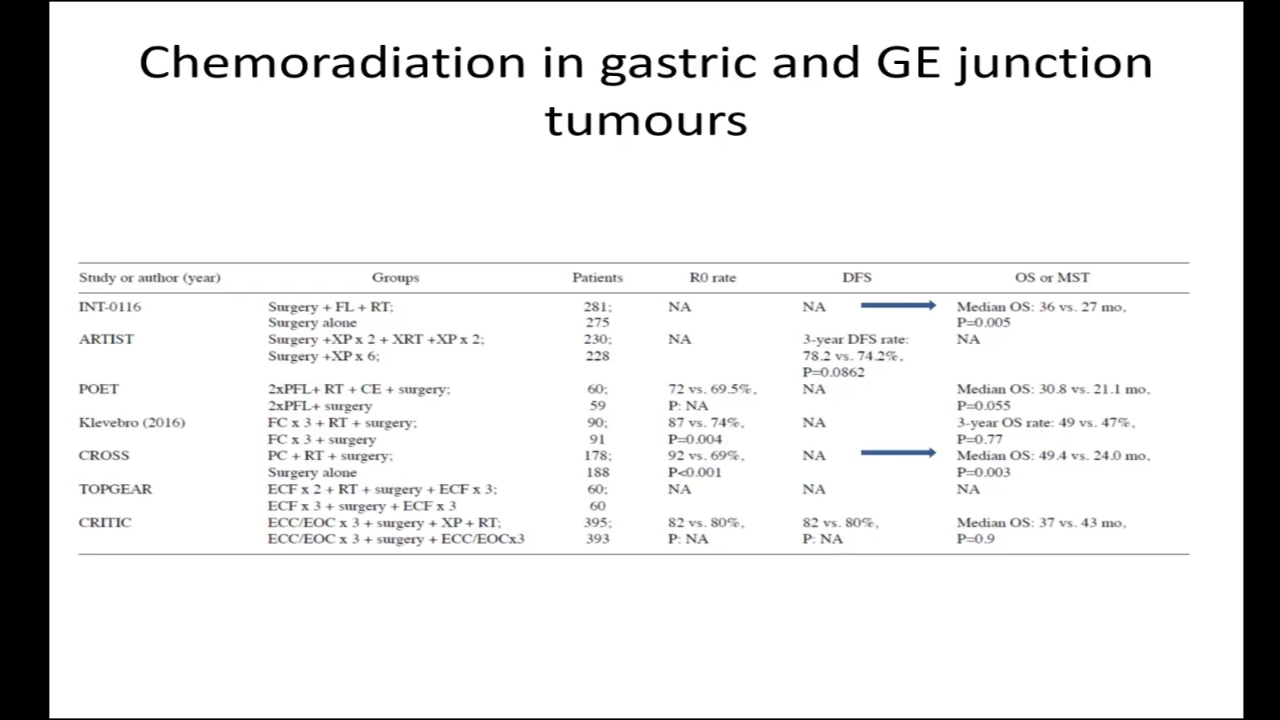 Chemoradiation in gastric and GE junction
tumours
Study or author (year) Groups Patients R0 rate DFS OS or MST
INT-0116 Surgery + FL + RT; 281; NA NA Median OS: 36 vs. 27 mo,
Surgery alone 275 P=0.005
ARTIST Surgery +XP x 2 + XRT +XP x 2; 230; NA 3-year DFS rate: NA
Surgery +XP x 6; 228 78.2 vs. 74.2%,
P=0.0862
POET 2xPFL+ RT + CE + surgery; 60; 72 vs. 69.5%, NA Median OS: 30.8 vs. 21.1 mo,
2xPFL+ surgery 59 P: NA P=0.055
Klevebro (2016) FC x 3 + RT + surgery; 90; 87 vs. 74%, NA 3-year OS rate: 49 vs. 47%,
FC x 3 + surgery 91 P=0.004 P=0.77
CROSS PC + RT + surgery; 178; 92 vs. 69%, NA Median OS: 49.4 vs. 24.0 mo,
Surgery alone 188 P<0.001 P=0.003
TOPGEAR ECF x 2 + RT + surgery + ECF x 3; 60; NA NA NA
ECF x 3 + surgery + ECF x 3 60
CRITIC ECC/EOC x 3 + surgery + XP + RT; 395; 82 vs. 80%, 82 vs. 80%, Median OS: 37 vs. 43 mo,
ECC/EOC x 3 + surgery + ECC/EOCx3 393 P: NA P: NA P=0.9